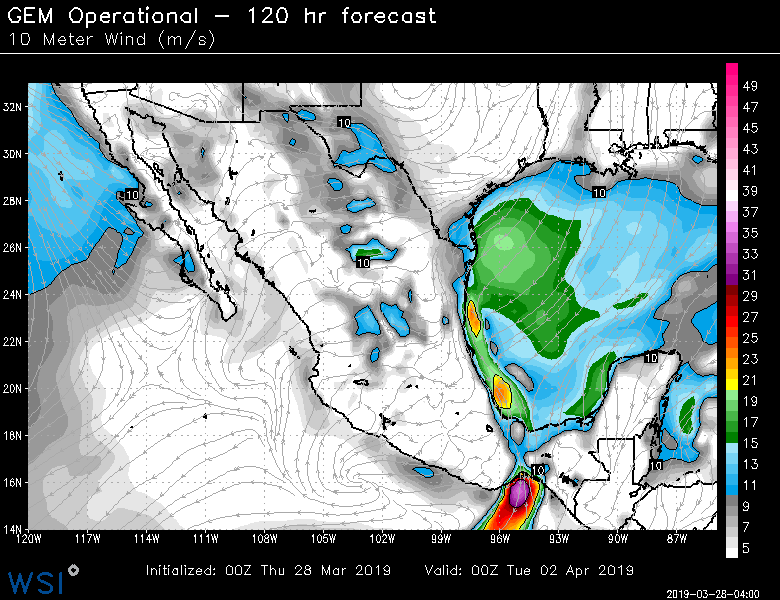 GEM Operational – 120 hr forecast
10 Meter Wind (m/s)
49
47
45
43
41
39
37
35
33
31
29
27
25
23
21
19
17
15
13
11
9
7
5
32N
30N
28N
26N
24N
22N
20N
18N
16N
14N
10
10
10
10
10
10
10
120W 117W 114W 111W 108W 105W 102W 99W 96W 93W 90W 87W
WSI
Initialized: 00Z Thu 28 Mar 2019 Valid: 00Z Tue 02 Apr 2019
2019-03-28-04:00